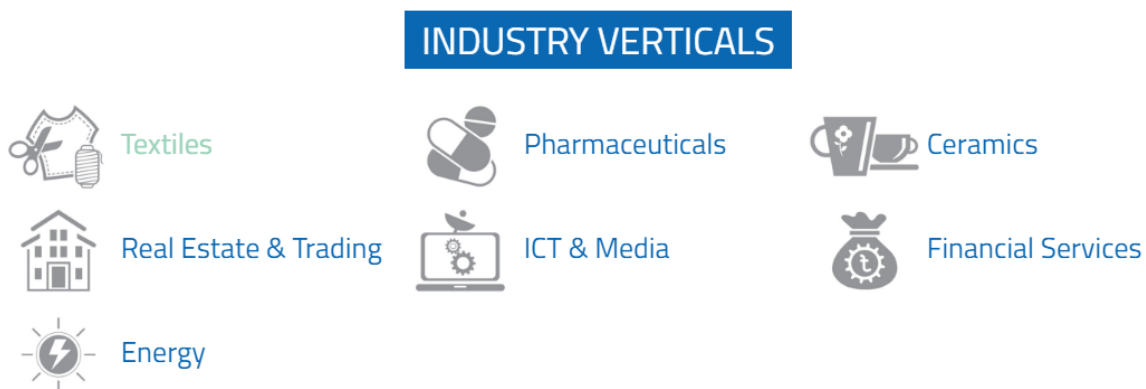 INDUSTRY VERTICALS
Textiles
Pharmaceuticals
Ceramics
Real Estate & Trading
ICT & Media
Financial Services
Energy